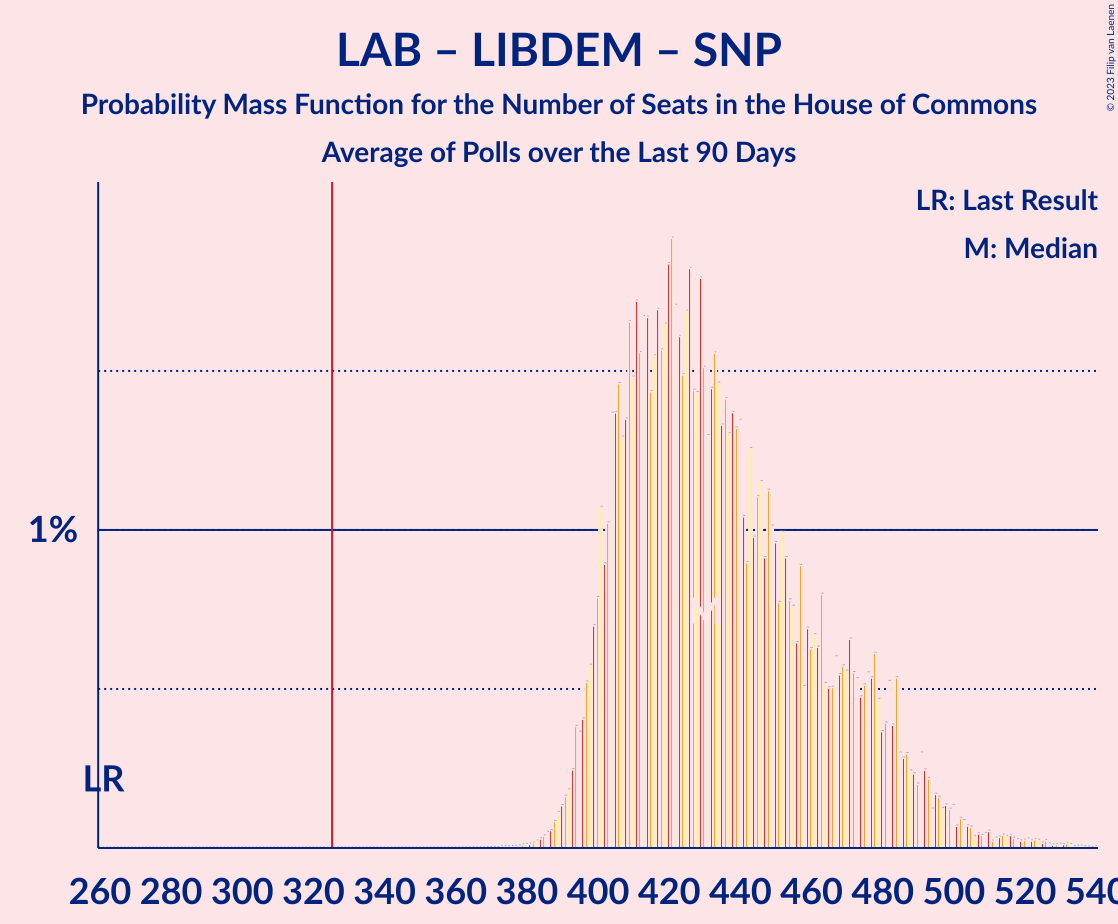 LAB – LIBDEM – SNP
Probability Mass Function for the Number of Seats in the House of Commons
Average of Polls over the Last 90 Days
© 2023 Filip van Laenen
LR: Last Result
M: Median
1%
LR
M
260 280 300 320 340 360 380 400 420 440 460 480 500 520 540